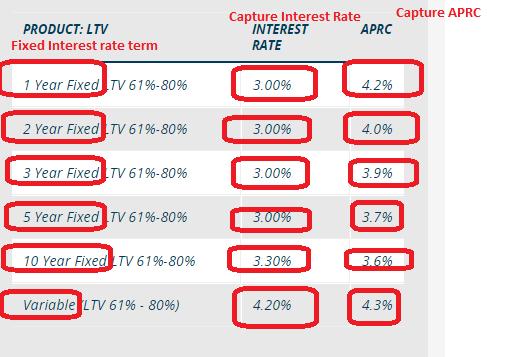 Capture Interest Rate
Capture APRC
PRODUCT: LTV INTEREST RATE APRC
Fixed Interest rate term
1 Year Fixed LTV 61%-80% 3.00% 4.2%
2 Year Fixed LTV 61%-80% 3.00% 4.0%
3 Year Fixed LTV 61%-80% 3.00% 3.9%
5 Year Fixed LTV 61%-80% 3.00% 3.7%
10 Year Fixed LTV 61%-80% 3.30% 3.6%
Variable (LTV 61% - 80%) 4.20% 4.3%